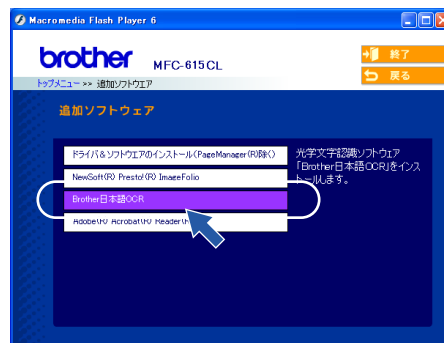 Macromedia Flash Player 6
brother MFC-615CL
終了
戻る
トップメニュー >> 追加ソフトウェア
追加ソフトウェア
ドライバ&ソフトウエアのインストール(PageManager(R)除く)
NewSoft(R) Presto!(R) ImageFolio
Brother日本語OCR
Adobe(R) Acrobat(R) Reader(R
光学文字認識ソフトウェア
「Brother日本語OCR」をインス
トールします。